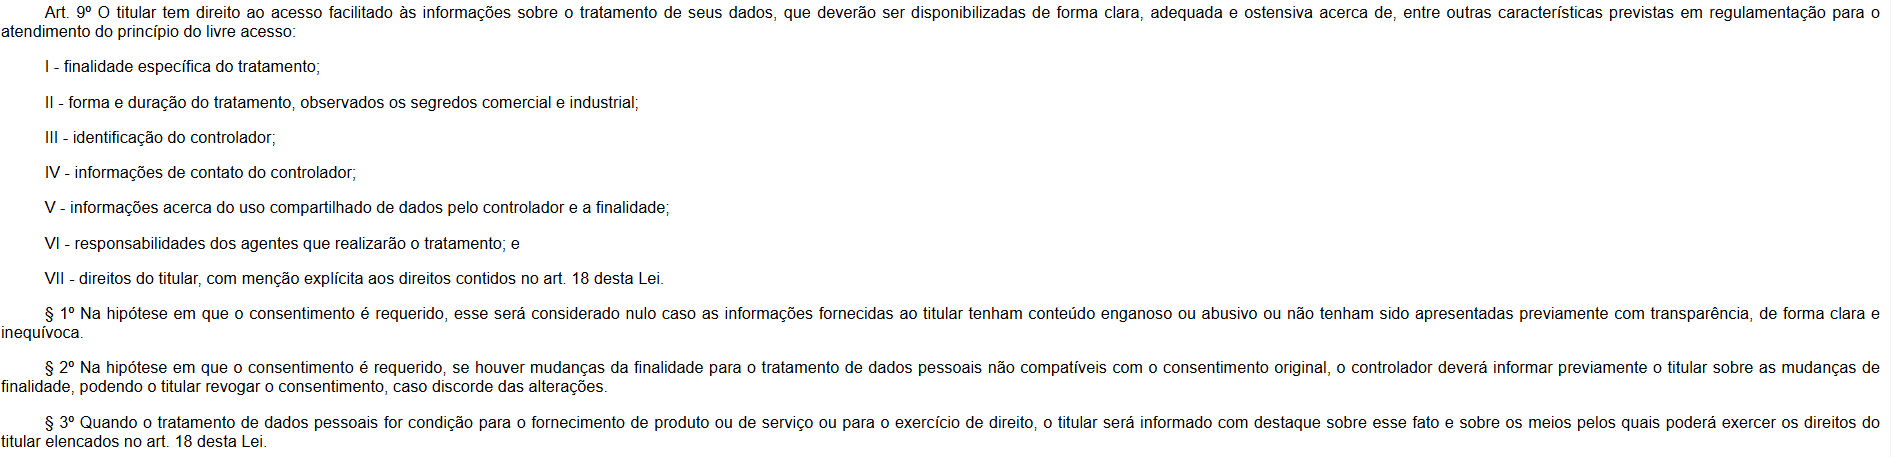 Art. 9º O titular tem direito ao acesso facilitado às informações sobre o tratamento de seus dados, que deverão ser disponibilizadas de forma clara, adequada e ostensiva acerca de, entre outras características previstas em regulamentação para o
atendimento do princípio do livre acesso:
I - finalidade específica do tratamento;
II - forma e duração do tratamento, observados os segredos comercial e industrial;
III - identificação do controlador;
IV - informações de contato do controlador;
V - informações acerca do uso compartilhado de dados pelo controlador e a finalidade;
VI - responsabilidades dos agentes que realizarão o tratamento; e
VII - direitos do titular, com menção explícita aos direitos contidos no art. 18 desta Lei.
§ 1º Na hipótese em que o consentimento é requerido, esse será considerado nulo caso as informações fornecidas ao titular tenham conteúdo enganoso ou abusivo ou não tenham sido apresentadas previamente com transparência, de forma clara e
inequívoca.
§ 2º Na hipótese em que o consentimento é requerido, se houver mudanças da finalidade para o tratamento de dados pessoais não compatíveis com o consentimento original, o controlador deverá informar previamente o titular sobre as mudanças de
finalidade, podendo o titular revogar o consentimento, caso discorde das alterações.
§ 3º Quando o tratamento de dados pessoais for condição para o fornecimento de produto ou de serviço ou para o exercício de direito, o titular será informado com destaque sobre esse fato e sobre os meios pelos quais poderá exercer os direitos do
titular elencados no art. 18 desta Lei.